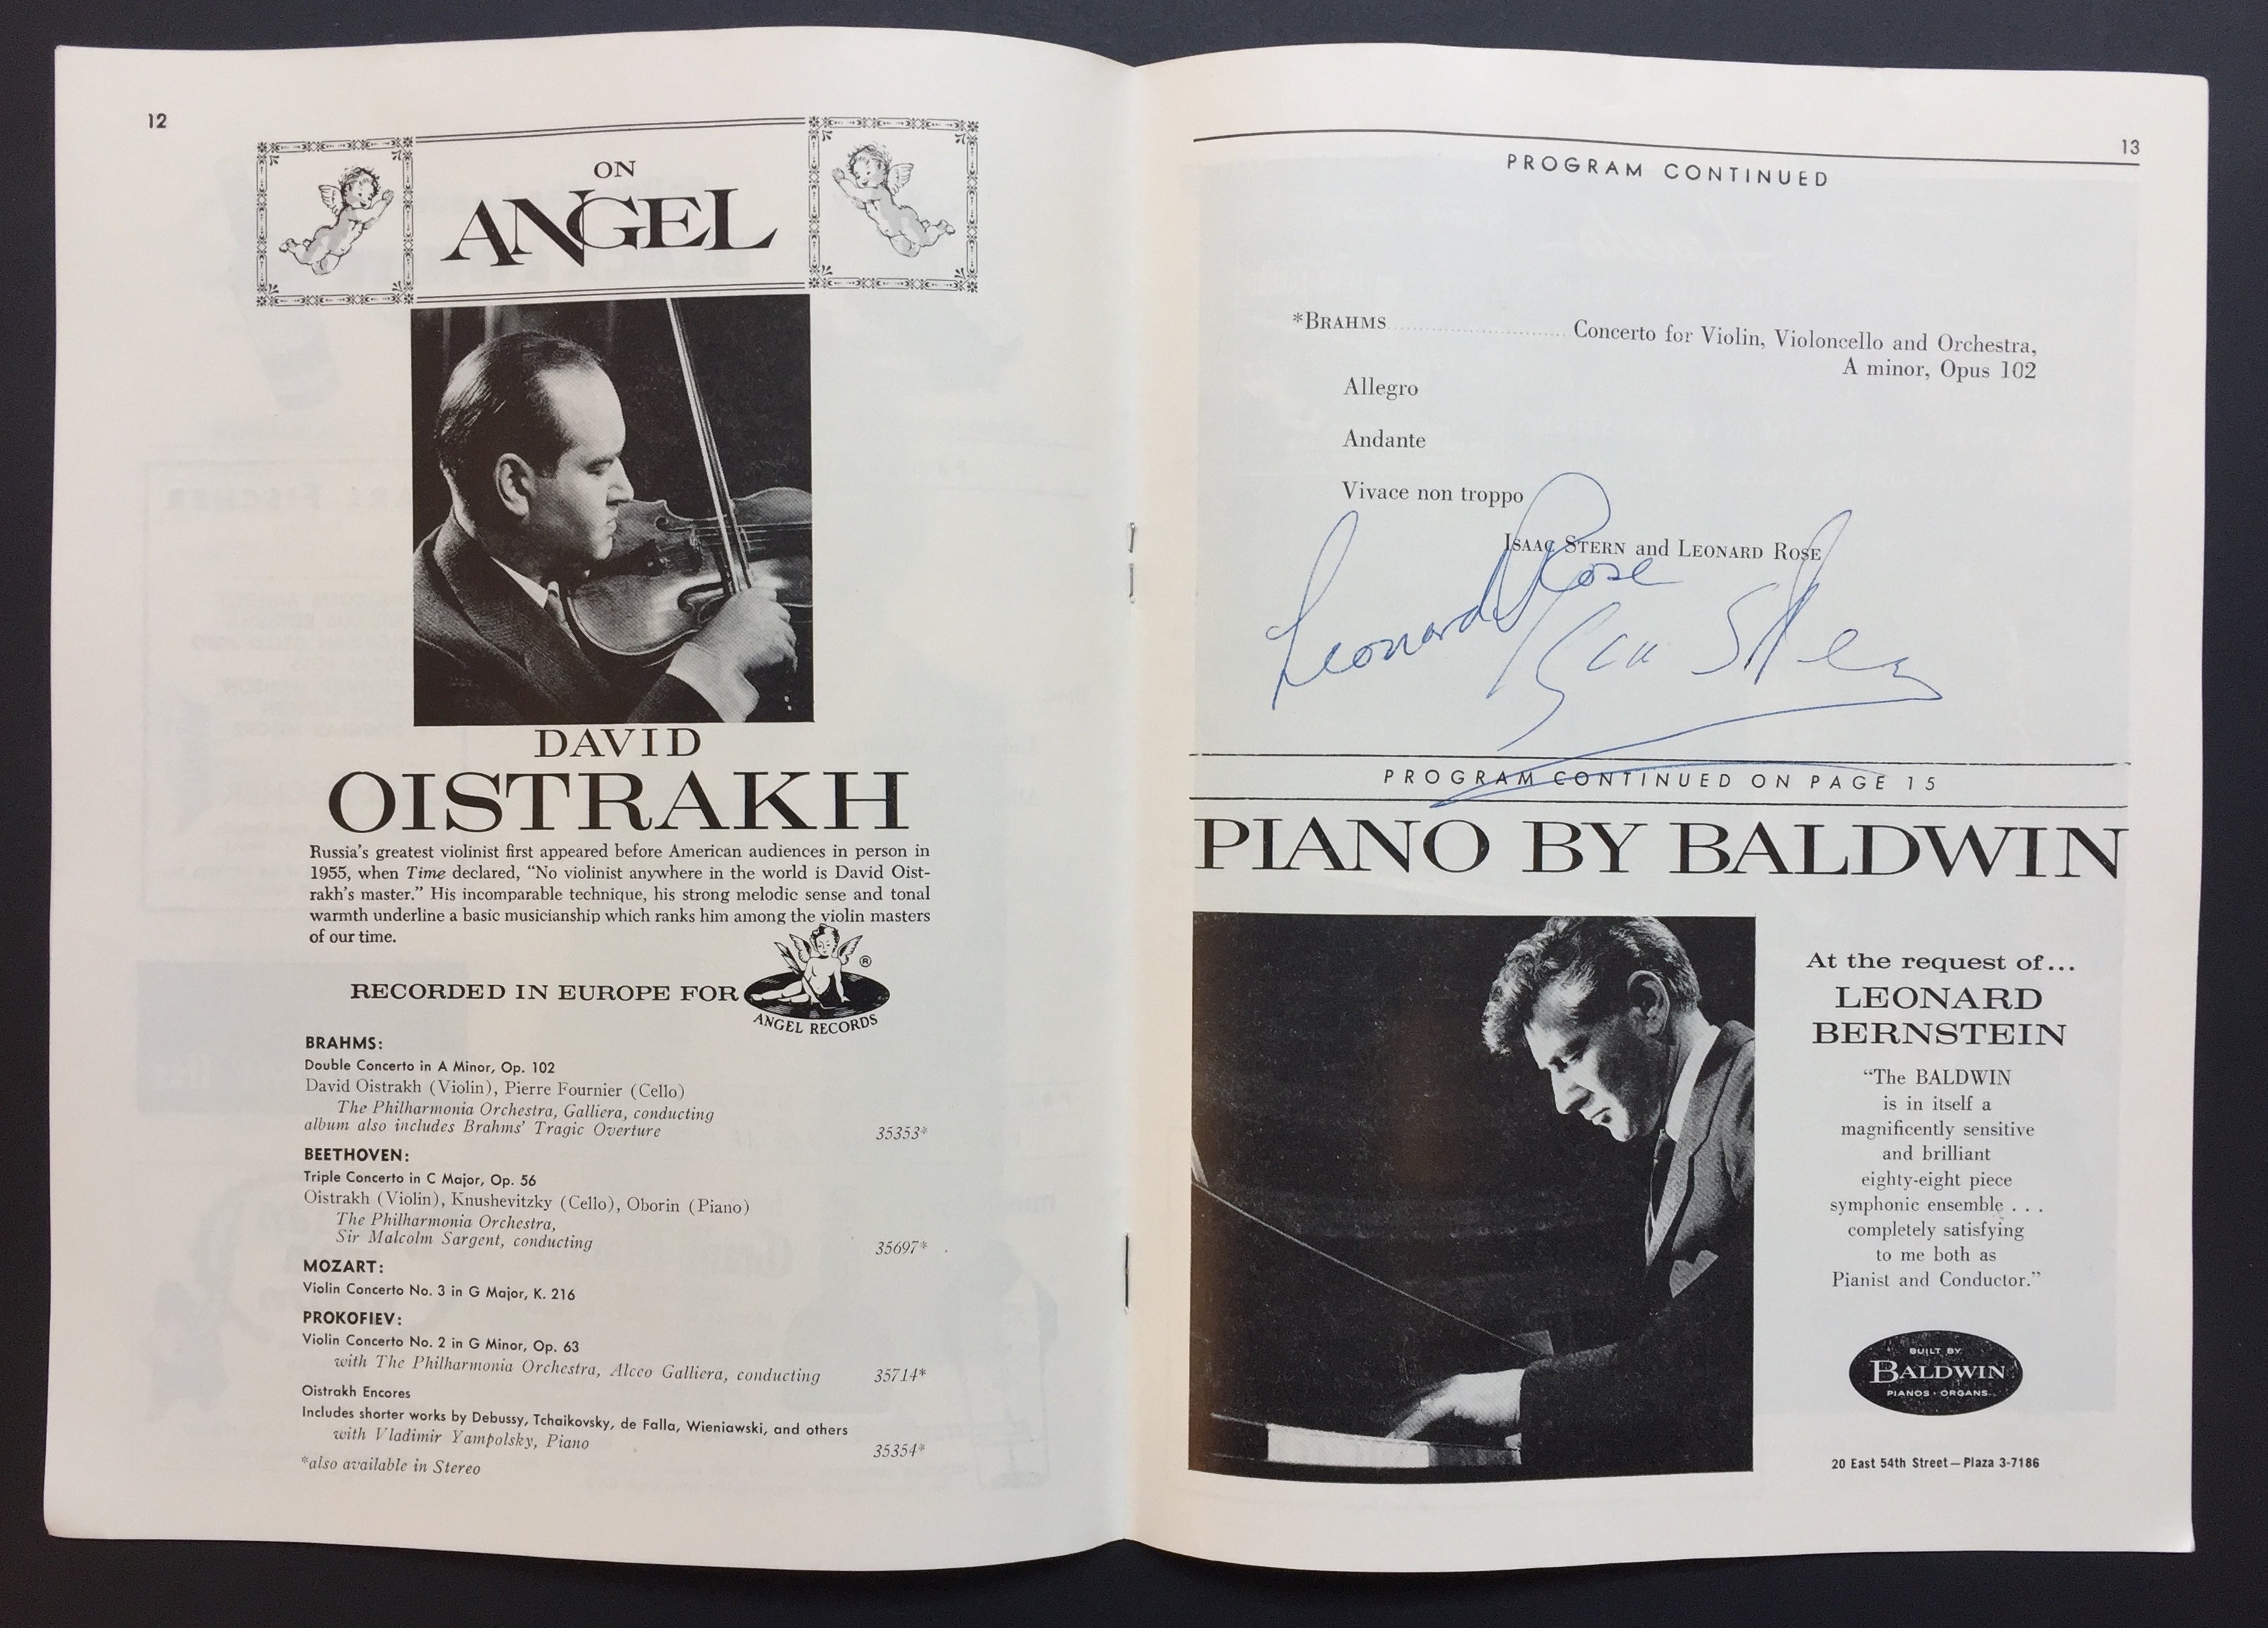 12
ON
ANGEL
DAVID
OISTRAKH
Russia's greatest violinist first appeared before American audiences in person in
1955, when Time declared, "No violinist anywhere in the world is David Oist-
rakh's master." His incomparable technique, his strong melodic sense and tonal
warmth underline a basic musicianship which ranks him among the violin masters
of our time.
RECORDED IN EUROPE FOR
®
ANGEL RECORDS
BRAHMS:
Double Concerto in A Minor, Op. 102
David Oistrakh (Violin), Pierre Fournier (Cello)
The Philharmonia Orchestra, Galliera, conducting
album also includes Brahms' Tragic Overture 35353*
BEETHOVEN:
Triple Concerto in C Major, Op. 56
Oistrakh (Violin), Knushevitzky (Cello), Oborin (Piano)
The Philharmonia Orchestra,
Sir Malcolm Sargent, conducting 35697*
MOZART:
Violin Concerto No. 3 in G Major, K. 216
PROKOFIEV:
Violin Concerto No. 2 in G Minor, Op. 63
with The Philharmonia Orchestra, Alceo Galliera, conducting 35714*
Oistrakh Encores
Includes shorter works by Debussy, Tchaikovsky, de Falla, Wieniawski, and others
with Vladimir Yampolsky, Piano 35354*
*also available in Stereo
13
PROGRAM CONTINUED
*BRAHMS Concerto for Violin, Violoncello and Orchestra,
A minor, Opus 102
Allegro
Andante
Vivace non troppo
ISAAC STERN and LEONARD ROSE
Leonard Rose
Isaac Stern
PROGRAM CONTINUED ON PAGE 15
PIANO BY BALDWIN
At the request of...
LEONARD
BERNSTEIN
"The BALDWIN
is in itself a
magnificently sensitive
and brilliant
eighty-eight piece
symphonic ensemble . . .
completely satisfying
to me both as
Pianist and Conductor."
BUILT BY
BALDWIN
PIANOS · ORGANS
20 East 54th Street — Plaza 3-7186